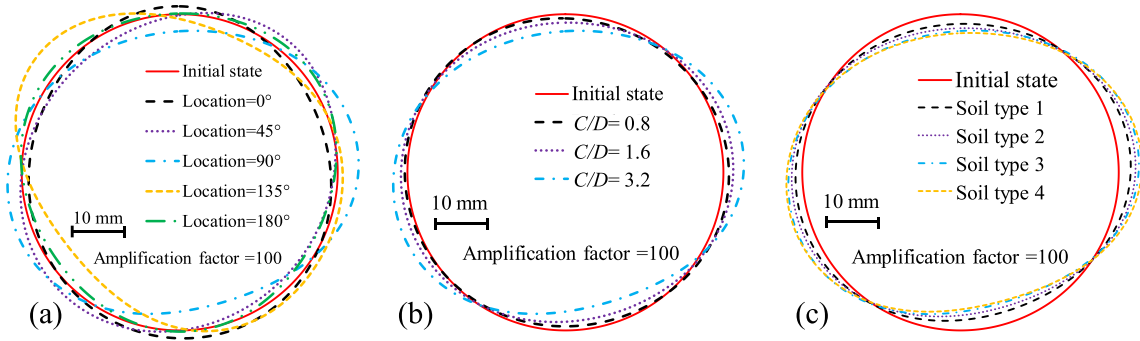 Initial state
Location=0°
Location=45°
Location=90°
Location=135°
Location=180°
10 mm
Amplification factor =100
(a)
Initial state
C/D= 0.8
C/D= 1.6
C/D= 3.2
10 mm
Amplification factor =100
(b)
Initial state
Soil type 1
Soil type 2
Soil type 3
Soil type 4
10 mm
Amplification factor =100
(c)